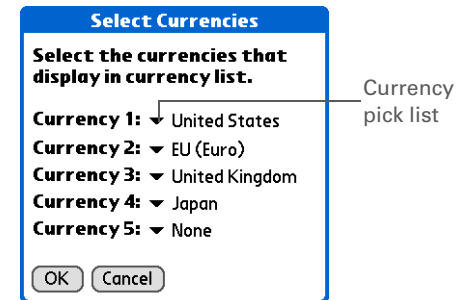 Select Currencies
Select the currencies that
display in currency list.
Currency 1: United States
Currency 2: EU (Euro)
Currency 3: United Kingdom
Currency 4: Japan
Currency 5: None
OK Cancel
Currency
pick list